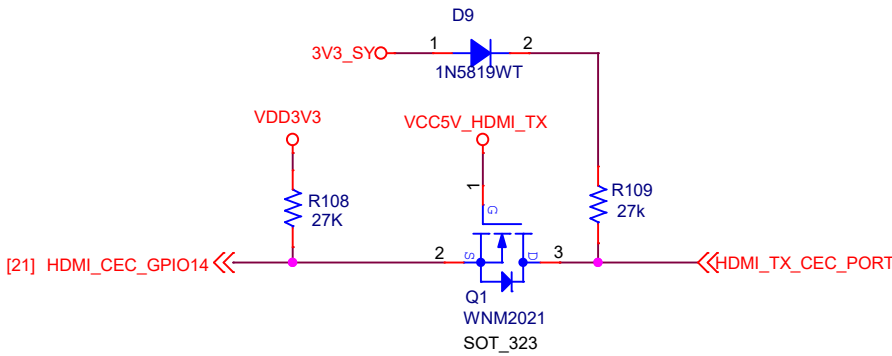 D9
3V3_SY
1
2
1N5819WT
VDD3V3
VCC5V_HDMI_TX
1
R108
27K
R109
27k
G
[21] HDMI_CEC_GPIO14
2
S
D
3
HDMI_TX_CEC_PORT
Q1
WNM2021
SOT_323